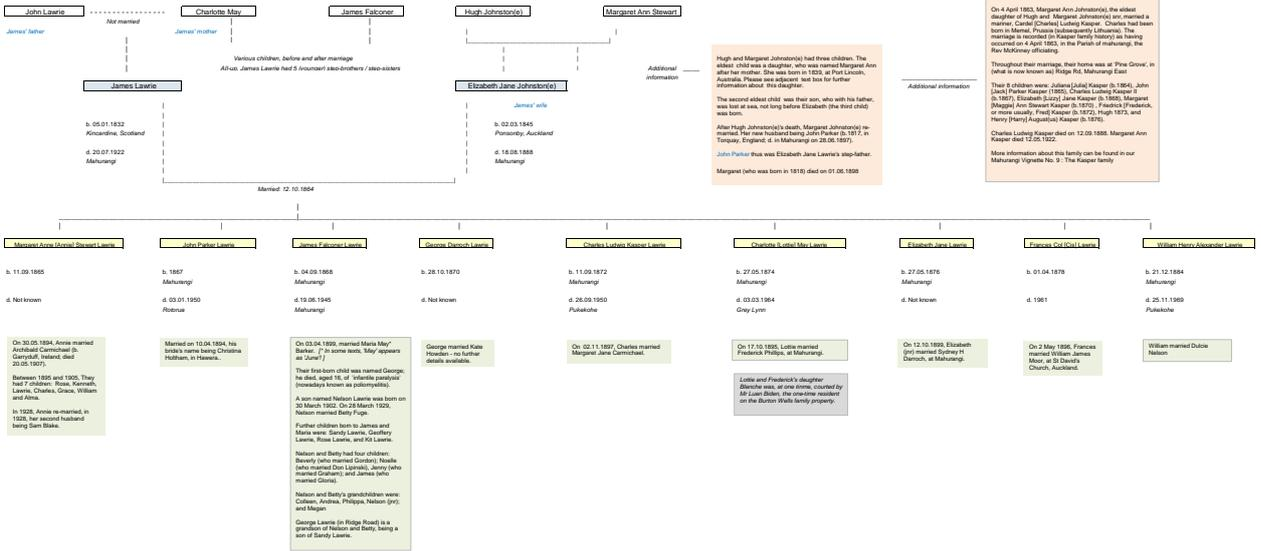 John Lawrie
Charlotte May
James Falconer
Hugh Johnston(e)
Margaret Ann Stewart
Not married
James' father
James' mother
Various children, before and after marriage
All-up, James Lawrie had 5 (younger) step-brothers / step-sisters
James Lawrie
Elizabeth Jane Johnston(e)
James's wife
b. 05.01.1832
Kincardine, Scotland
d. 20.07.1922
Mahurangi
b. 02.03.1845
Ponsonby, Auckland
d. 18.08.1888
Mahurangi
Married: 12.10.1864
Additional
information
Hugh and Margaret Johnston(e) had three children. The
eldest child was a daughter, who was named Margaret Ann
after her mother. She was born in 1839, at Port Lincoln,
Australia. Please see adjacent text box for further
information about this daughter.
The second eldest child was their son, who with his father,
was lost at sea, not long before Elizabeth (the third child)
was born.
After Hugh Johnston(e)'s death, Margaret Johnston(e) re-
married. Her new husband being John Parker (b.1817, in
Torquay, England; d. in Mahurangi on 28.06.1897).
John Parker thus was Elizabeth Jane Lawrie's step-father.
Margaret (who was born in 1818) died on 01.06.1898
Additional information
On 4 April 1863, Margaret Ann Johnston(e), the eldest
daughter of Hugh and Margaret Johnston(e) snr, married a
mariner, Cardel [Charles] Ludwig Kasper. Charles had been
born in Memel, Prussia (subsequently Lithuania). The
marriage is recorded (in Kasper family history) as having
occurred on 4 April 1863, in the Parish of mahurangi, the
Rev McKinney officiating.
Throughout their marriage, their home was at 'Pine Grove', in
(what is now known as) Ridge Rd, Mahurangi East
Their 8 children were: Juliana [Julia] Kasper (b.1864), John
[Jack] Parker Kasper (1865), Charles Ludwig Kasper II
(b.1867), Elizabeth [Lizzy] Jane Kasper (b.1868), Margaret
[Maggie] Ann Stewart Kasper (b.1870) , Friedrick [Frederick,
or more usually, Fred] Kasper (b.1872), Hugh 1873, and
Henry [Harry] August(us) Kasper (b.1876).
Charles Ludwig Kasper died on 12.09.1888. Margaret Ann
Kasper died 12.05.1922.
More information about this family can be found in our
Mahurangi Vignette No. 9 : The Kasper family
Margaret Anne [Annie] Stewart Lawrie
John Parker Lawrie
James Falconer Lawrie
George Darroch Lawrie
Charles Ludwig Kasper Lawrie
Charlotte [Lottie] May Lawrie
Elizabeth Jane Lawrie
Frances Col [Cis] Lawrie
William Henry Alexander Lawrie
b. 11.09.1865
d. Not known
b. 1867
Mahurangi
d. 03.01.1950
Rotorua
b. 04.09.1868
Mahurangi
d.19.06.1945
Mahurangi
b. 28.10.1870
d. Not known
b. 11.09.1872
Mahurangi
d. 26.09.1950
Pukekohe
b. 27.05.1874
Mahurangi
d. 03.03.1964
Grey Lynn
b. 27.05.1876
Mahurangi
d. Not known
b. 01.04.1878
d. 1961
b. 21.12.1884
Mahurangi
d. 25.11.1969
Pukekohe
On 30.05.1894, Annie married
Archibald Carmichael (b.
Garryduff, Ireland; died
20.05.1907).
Between 1895 and 1905, They
had 7 children: Rose, Kenneth,
Lawrie, Charles, Grace, William
and Alma.
In 1928, Annie re-married, in
1928, her second husband
being Sam Blake.
Married on 10.04.1894, his
bride's name being Christina
Holtham, in Hawera..
On 03.04.1899, married Maria May*
Barker. [* In some texts, 'May' appears
as 'June'! ]
Their first-born child was named George;
he died, aged 16, of 'infantile paralysis'
(nowadays known as poliomyelitis).
A son named Nelson Lawrie was born on
30 March 1902. On 28 March 1929,
Nelson married Betty Fuge.
Further children born to James and
Maria were: Sandy Lawrie, Geoffery
Lawrie, Rose Lawrie, and Kit Lawrie.
Nelson and Betty had four children:
Beverly (who married Gordon); Noelle
(who married Don Lipinski), Jenny (who
married Graham); and James (who
married Gloria).
Nelson and Betty's grandchildren were:
Colleen, Andrea, Philippa, Nelson (jnr);
and Megan
George Lawrie (in Ridge Road) is a
grandson of Nelson and Betty, being a
son of Sandy Lawrie.
George married Kate
Howden - no further
details available.
On 02.11.1897, Charles married
Margaret Jane Carmichael.
On 17.10.1895, Lottie married
Frederick Phillips, at Mahurangi.
Lottie and Frederick's daughter
Blanche was, at one tinme, courted by
Mr Luen Biden, the one-time resident
on the Burton Wells family property.
On 12.10.1899, Elizabeth
(jnr) married Sydney H
Darroch, at Mahurangi.
On 2 May 1896, Frances
married William James
Moor, at St David's
Church, Auckland.
William married Dulcie
Nelson